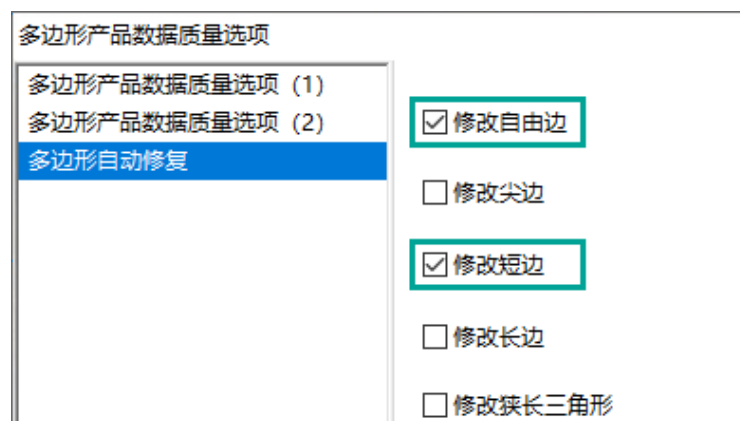 多边形产品数据质量选项
多边形产品数据质量选项 (1)
多边形产品数据质量选项 (2)
多边形自动修复
修改自由边
修改尖边
修改短边
修改长边
修改狭长三角形